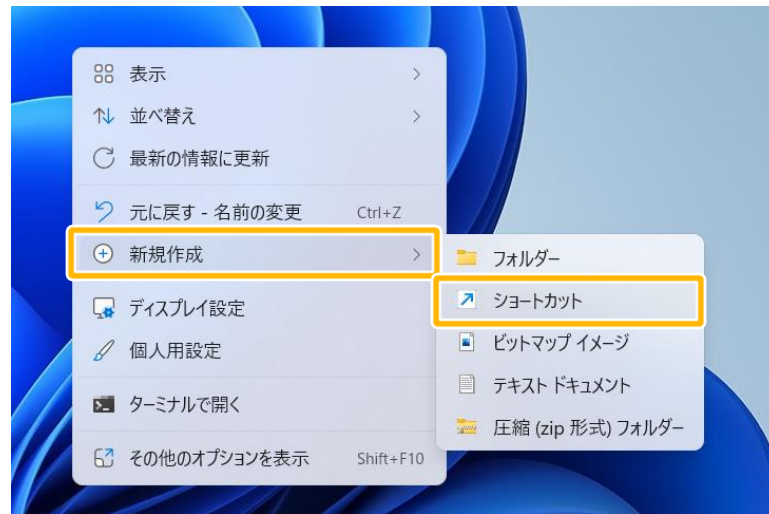 表示
並べ替え
最新の情報に更新
元に戻す - 名前の変更 Ctrl+Z
新規作成
ディスプレイ設定
個人用設定
ターミナルで開く
その他のオプションを表示 Shift+F10
フォルダー
ショートカット
ビットマップ イメージ
テキスト ドキュメント
圧縮 (zip 形式) フォルダー